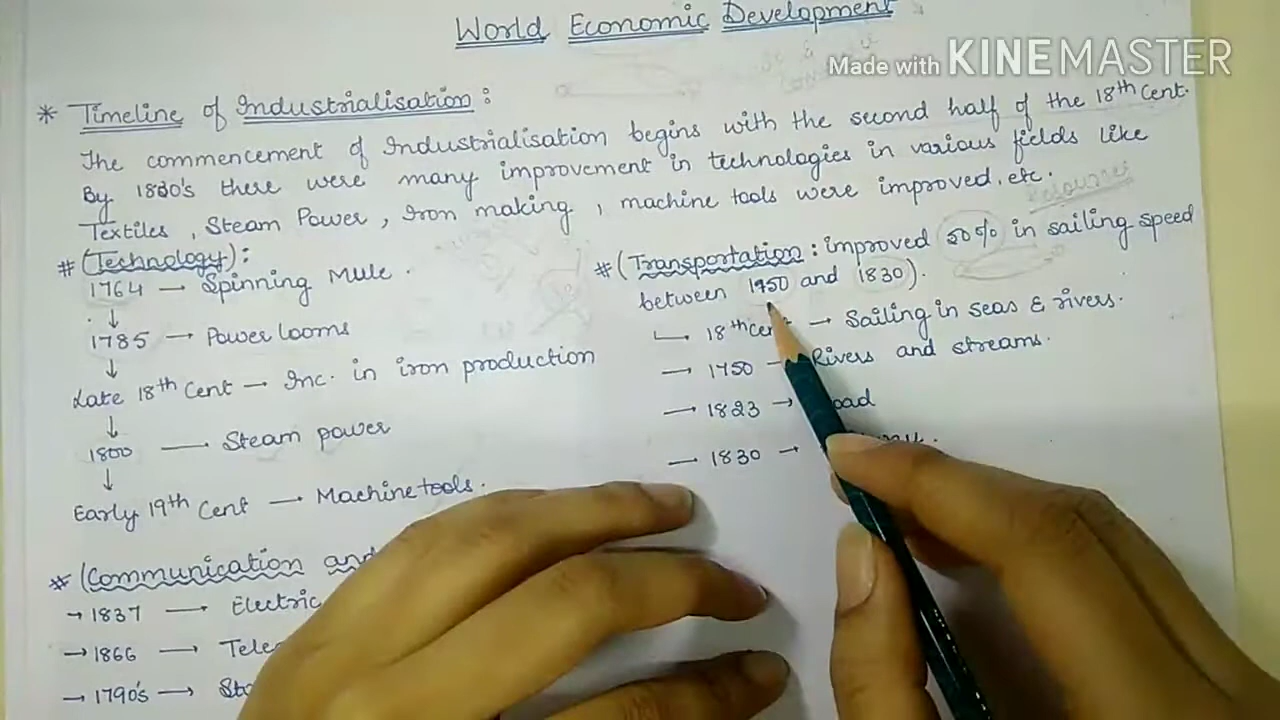 World Economic Development
Made with KINEMASTER
* Timeline of Industrialisation :
The commencement of Industrialisation begins with the second half of the 18th Cent.
By 1830's there were many improvement in technologies in various fields like
Textiles, Steam Power, Iron making, machine tools were improved, etc.
Resources
# (Technology) :
1764 → Spinning Mule.
↓
1785 → Power looms
↓
Late 18th Cent — Inc. in iron production
↓
1800 — Steam power
↓
Early 19th Cent — Machine tools.
# (Transportation : improved 50% in sailing speed
between 1750 and 1830).
18th Cent → Sailing in seas & rivers.
→ 1750 → Rivers and streams.
→ 1823 → Road
→ 1830 →
# (Communication and
→ 1837 → Electric
→ 1866 →
→ 1790's →